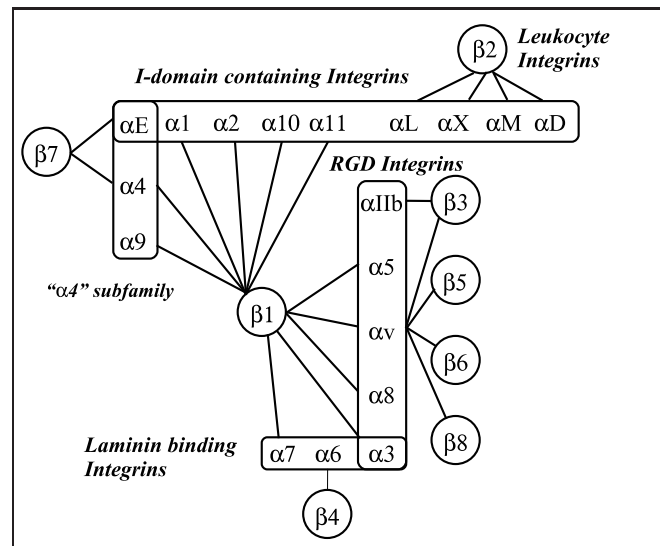 β2
Leukocyte
Integrins
I-domain containing Integrins
αE α1 α2 α10 α11 αL αX αM αD
β7
RGD Integrins
α4
αIIb β3
α9
α5
β5
“α4” subfamily
β1
αv
β6
α8
Laminin binding
Integrins
α7 α6 α3
β8
β4